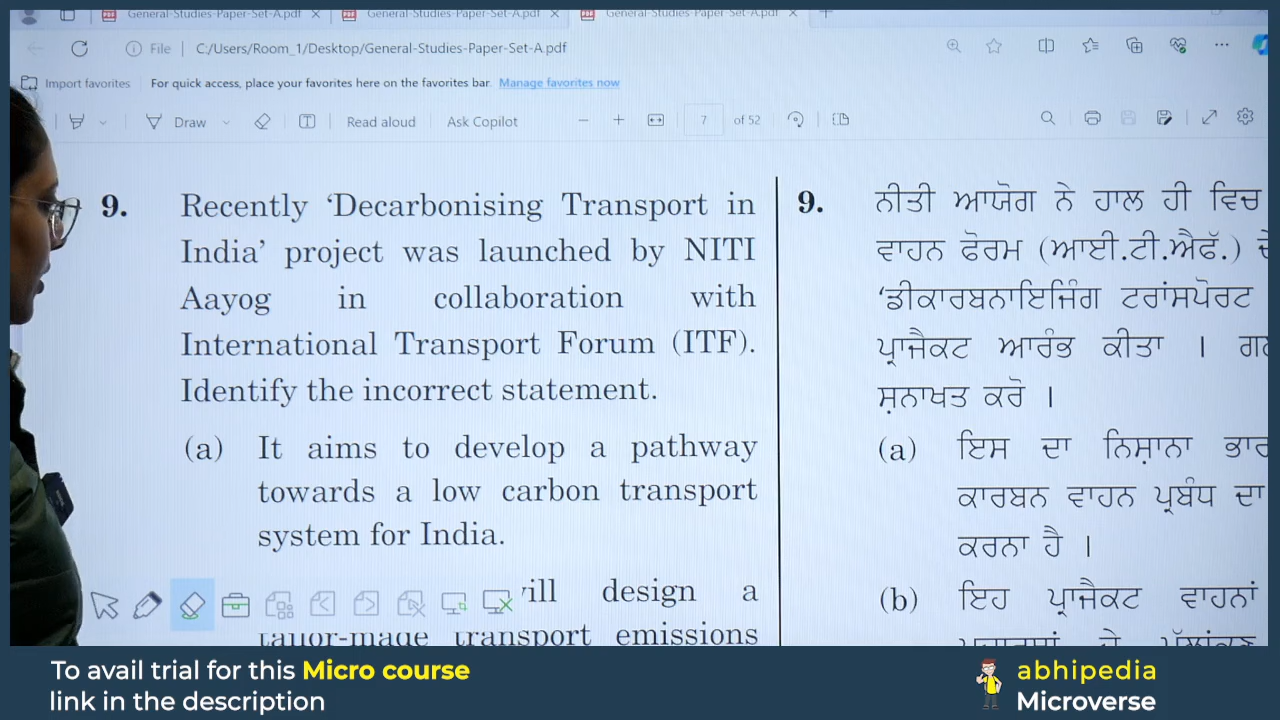 General-Studies-Paper-Set-A.pdf
General-Studies-Paper-Set-A.pdf
General-Studies-Paper-Set-A.pdf
File
C:/Users/Room_1/Desktop/General-Studies-Paper-Set-A.pdf
Import favorites
For quick access, place your favorites here on the favorites bar. Manage favorites now
Draw
Read aloud
Ask Copilot
7 of 52
9. Recently ‘Decarbonising Transport in
India’ project was launched by NITI
Aayog in collaboration with
International Transport Forum (ITF).
Identify the incorrect statement.
(a) It aims to develop a pathway
towards a low carbon transport
system for India.
design a
tailor-made transport emissions
9. ਨੀਤੀ ਆਯੋਗ ਨੇ ਹਾਲ ਹੀ ਵਿਚ
ਵਾਹਨ ਫੋਰਮ (ਆਈ.ਟੀ.ਐਫੱ.)
‘ਡੀਕਾਰਬਨਾਇਜਿੰਗ ਟਰਾਂਸਪੋਰਟ
ਪ੍ਰਾਜੈਕਟ ਆਰੰਭ ਕੀਤਾ ।
ਸ਼ਨਾਖਤ ਕਰੋ ।
(a) ਇਸ ਦਾ ਨਿਸ਼ਾਨਾ
ਕਾਰਬਨ ਵਾਹਨ ਪ੍ਰਬੰਧ ਦਾ
ਕਰਨਾ ਹੈ ।
(b) ਇਹ ਪ੍ਰਾਜੈਕਟ ਵਾਹਨਾਂ
To avail trial for this Micro course
link in the description
abhipedia
Microverse